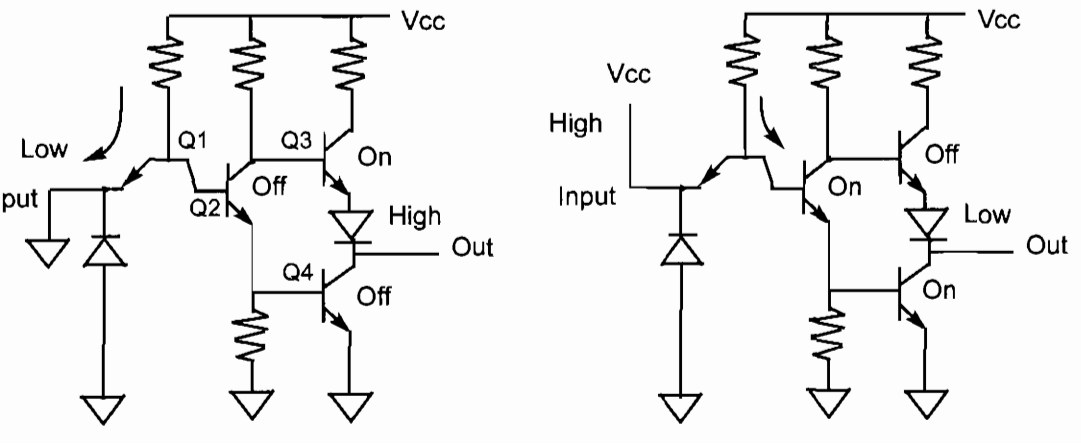 Vcc
Q1
Q3
Low
On
Off
put
Q2
High
Out
Q4
Off
Vcc
Vcc
High
Off
On
Input
Low
Out
On